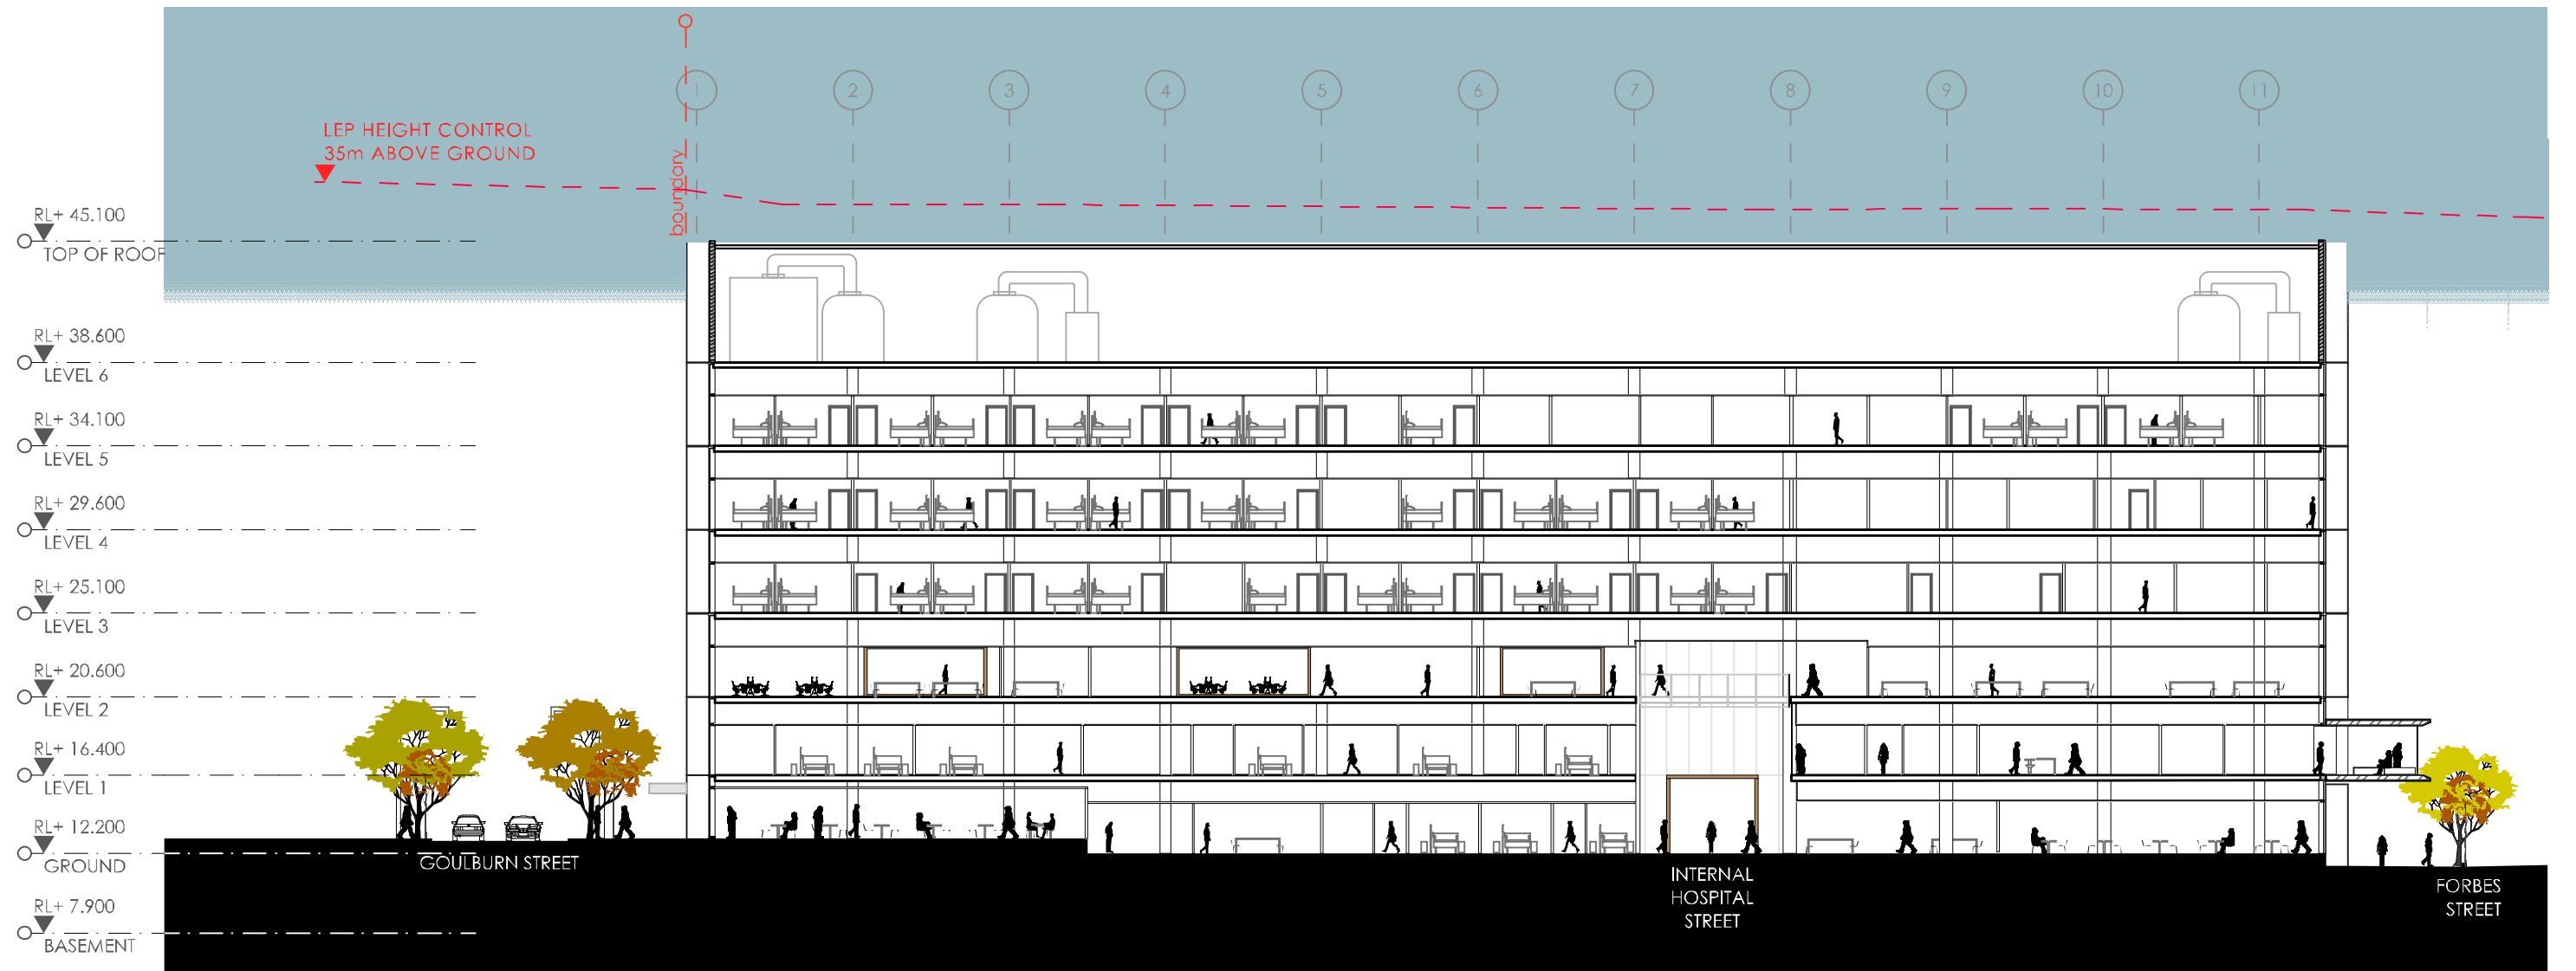 1
2
3
4
5
6
7
8
9
10
11
LEP HEIGHT CONTROL
35m ABOVE GROUND
boundary
RL+ 45.100
TOP OF ROOF
RL+ 38.600
LEVEL 6
RL+ 34.100
LEVEL 5
RL+ 29.600
LEVEL 4
RL+ 25.100
LEVEL 3
RL+ 20.600
LEVEL 2
RL+ 16.400
LEVEL 1
RL+ 12.200
GROUND
RL+ 7.900
BASEMENT
GOULBURN STREET
INTERNAL
HOSPITAL
STREET
FORBES
STREET